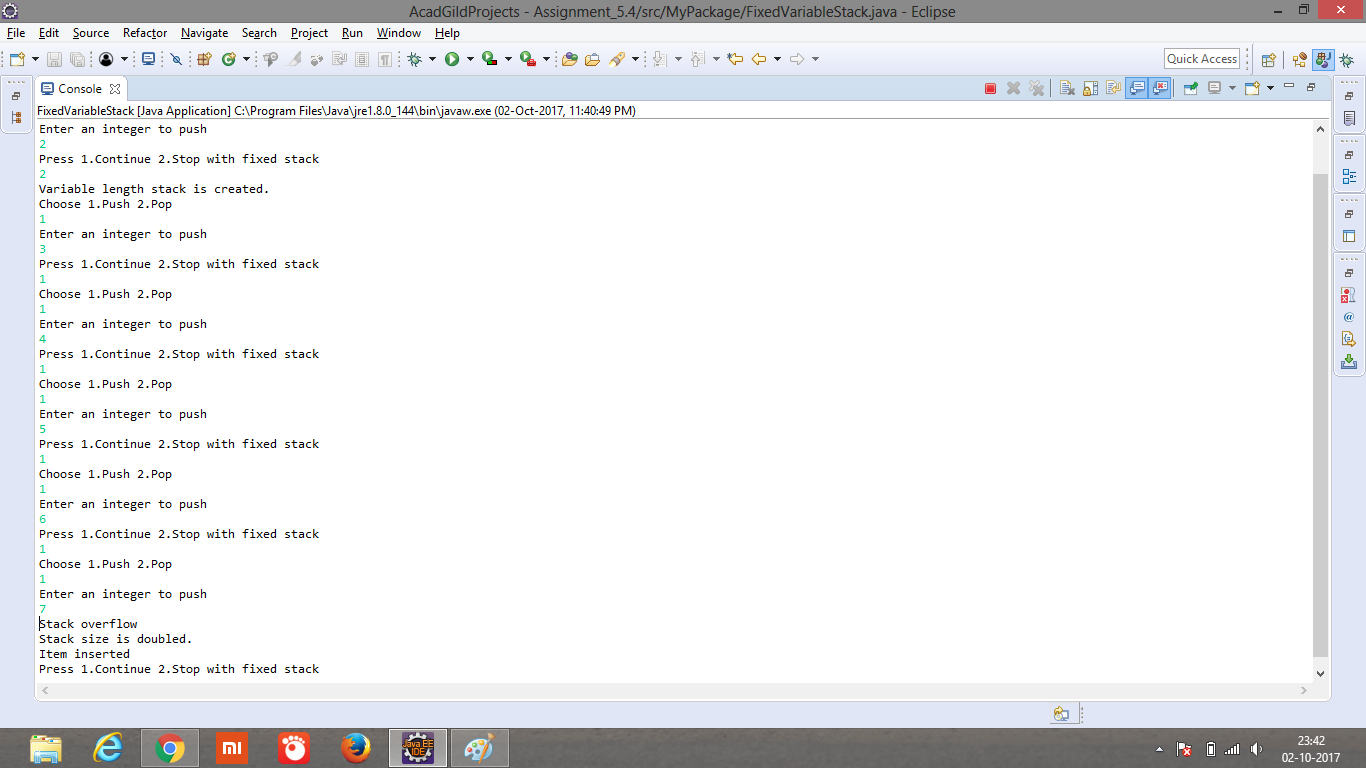 AcadGildProjects - Assignment_5.4/src/MyPackage/FixedVariableStack.java - Eclipse
File Edit Source Refactor Navigate Search Project Run Window Help
Quick Access
Console
FixedVariableStack [Java Application] C:\Program Files\Java\jre1.8.0_144\bin\javaw.exe (02-Oct-2017, 11:40:49 PM)
Enter an integer to push
2
Press 1.Continue 2.Stop with fixed stack
2
Variable length stack is created.
Choose 1.Push 2.Pop
1
Enter an integer to push
3
Press 1.Continue 2.Stop with fixed stack
1
Choose 1.Push 2.Pop
1
Enter an integer to push
4
Press 1.Continue 2.Stop with fixed stack
1
Choose 1.Push 2.Pop
1
Enter an integer to push
5
Press 1.Continue 2.Stop with fixed stack
1
Choose 1.Push 2.Pop
1
Enter an integer to push
6
Press 1.Continue 2.Stop with fixed stack
1
Choose 1.Push 2.Pop
1
Enter an integer to push
7
Stack overflow
Stack size is doubled.
Item inserted
Press 1.Continue 2.Stop with fixed stack
mi
Java EE
IDE
23:42
02-10-2017